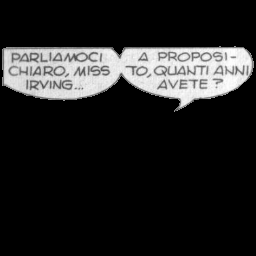 PARLIAMOCI
CHIARO, MISS
IRVING...
A PROPOSI-
TO, QUANTI ANNI
AVETE?